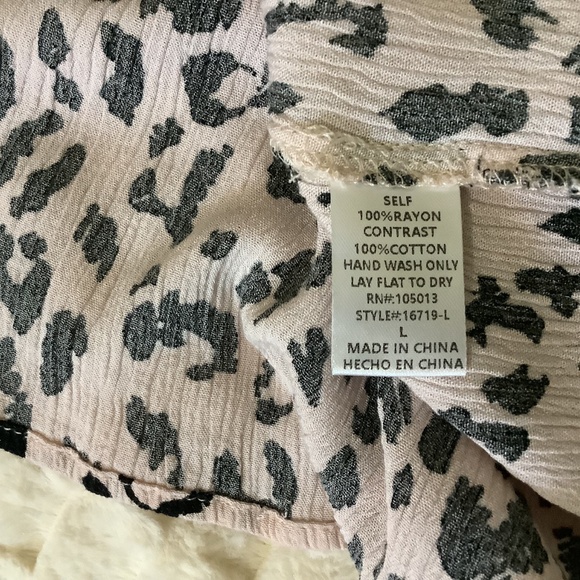 SELF
100%RAYON
CONTRAST
100%COTTON
HAND WASH ONLY
LAY FLAT TO DRY
RN#:105013
STYLE#:16719-L
L
MADE IN CHINA
HECHO EN CHINA